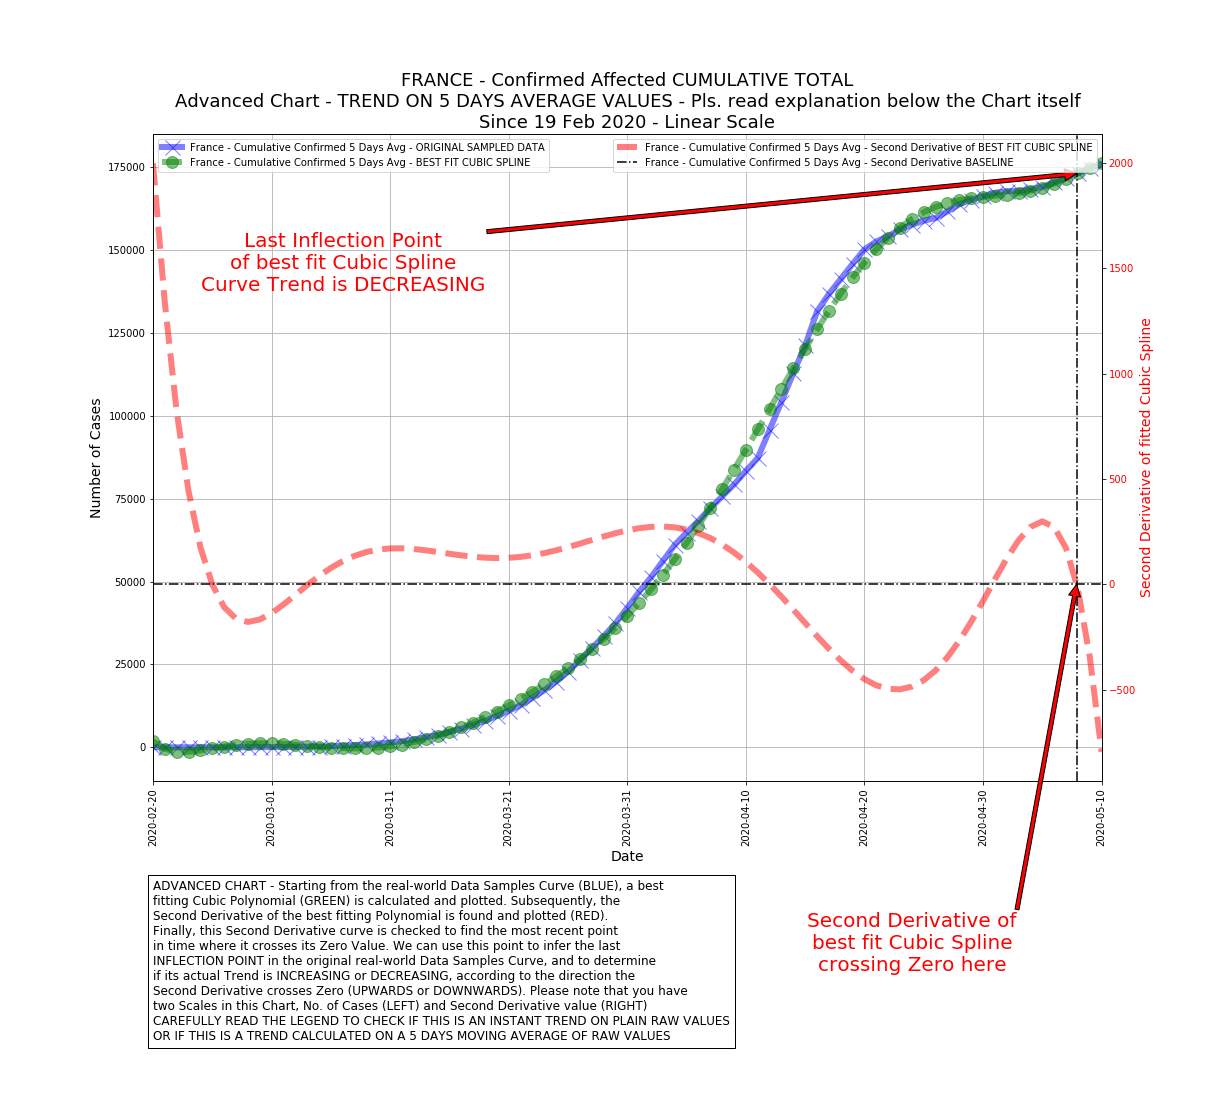 FRANCE - Confirmed Affected CUMULATIVE TOTAL
Advanced Chart - TREND ON 5 DAYS AVERAGE VALUES - Pls. read explanation below the Chart itself
Since 19 Feb 2020 - Linear Scale
France - Cumulative Confirmed 5 Days Avg - ORIGINAL SAMPLED DATA
France - Cumulative Confirmed 5 Days Avg - BEST FIT CUBIC SPLINE
France - Cumulative Confirmed 5 Days Avg - Second Derivative of BEST FIT CUBIC SPLINE
France - Cumulative Confirmed 5 Days Avg - Second Derivative BASELINE
Last Inflection Point
of best fit Cubic Spline
Curve Trend is DECREASING
Number of Cases
175000
150000
125000
100000
75000
50000
25000
0
2000
1500
1000
500
0
−500
Second Derivative of fitted Cubic Spline
2020-02-20
2020-03-01
2020-03-11
2020-03-21
2020-03-31
2020-04-10
2020-04-20
2020-04-30
2020-05-10
Date
ADVANCED CHART - Starting from the real-world Data Samples Curve (BLUE), a best
fitting Cubic Polynomial (GREEN) is calculated and plotted. Subsequently, the
Second Derivative of the best fitting Polynomial is found and plotted (RED).
Finally, this Second Derivative curve is checked to find the most recent point
in time where it crosses its Zero Value. We can use this point to infer the last
INFLECTION POINT in the original real-world Data Samples Curve, and to determine
if its actual Trend is INCREASING or DECREASING, according to the direction the
Second Derivative crosses Zero (UPWARDS or DOWNWARDS). Please note that you have
two Scales in this Chart, No. of Cases (LEFT) and Second Derivative value (RIGHT)
CAREFULLY READ THE LEGEND TO CHECK IF THIS IS AN INSTANT TREND ON PLAIN RAW VALUES
OR IF THIS IS A TREND CALCULATED ON A 5 DAYS MOVING AVERAGE OF RAW VALUES
Second Derivative of
best fit Cubic Spline
crossing Zero here